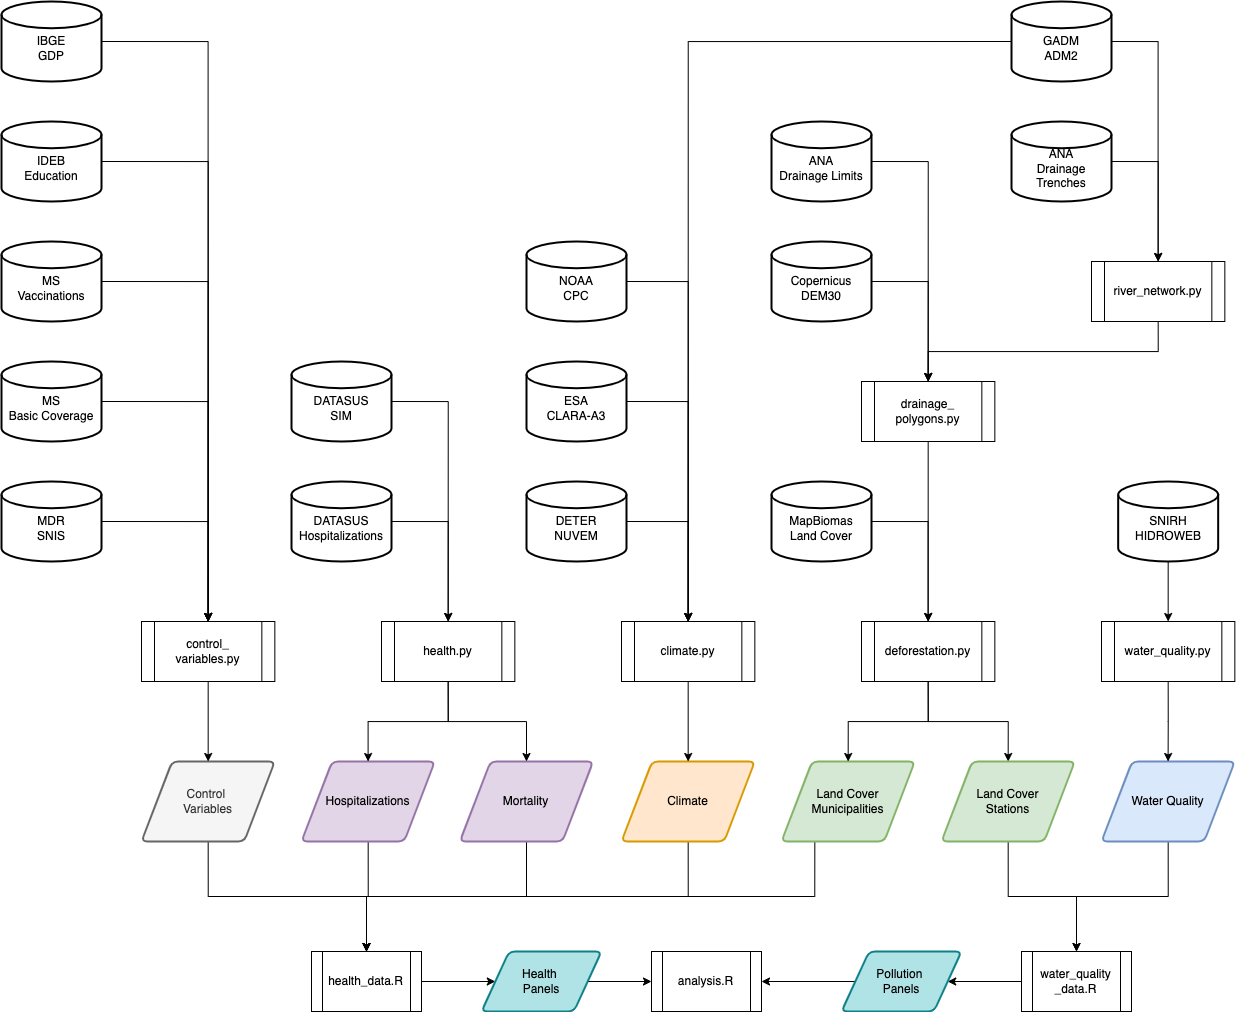 IBGE
GDP
GADM
ADM2
IDEB
Education
ANA
Drainage Limits
ANA
Drainage
Trenches
MS
Vaccinations
NOAA
CPC
Copernicus
DEM30
river_network.py
MS
Basic Coverage
DATASUS
SIM
ESA
CLARA-A3
drainage_
polygons.py
MDR
SNIS
DATASUS
Hospitalizations
DETER
NUVEM
MapBiomas
Land Cover
SNIRH
HIDROWEB
control_
variables.py
health.py
climate.py
deforestation.py
water_quality.py
Control
Variables
Hospitalizations
Mortality
Climate
Land Cover
Municipalities
Land Cover
Stations
Water Quality
health_data.R
Health
Panels
analysis.R
Pollution
Panels
water_quality
_data.R